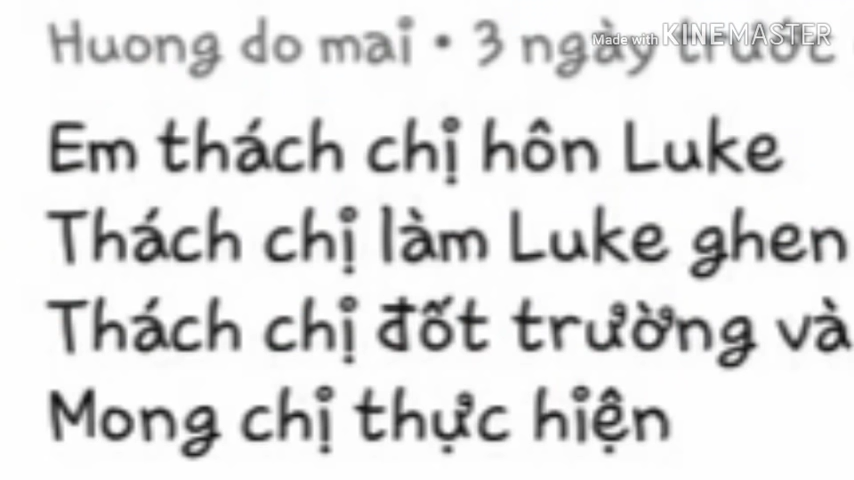 Huong do mai • 3 ngày trước
Made with KINEMASTER
Em thách chị hôn Luke
Thách chị làm Luke ghen
Thách chị đốt trường và
Mong chị thực hiện